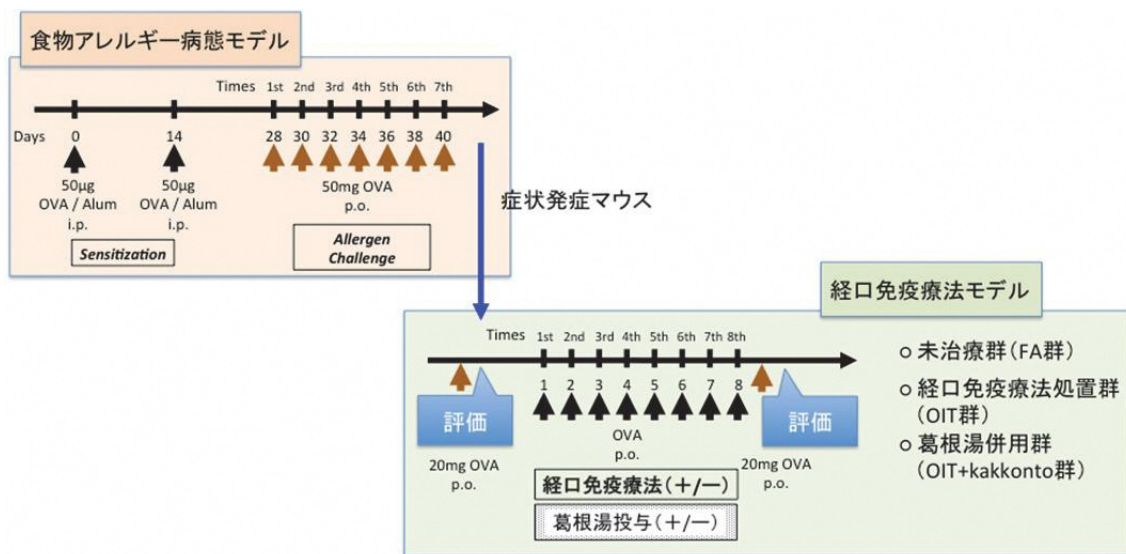 食物アレルギー病態モデル
Times 1st 2nd 3rd 4th 5th 6th 7th
Days 0 14 28 30 32 34 36 38 40
50μg
OVA / Alum
i.p.
50μg
OVA / Alum
i.p.
50mg OVA
p.o.
Sensitization
Allergen
Challenge
症状発症マウス
経口免疫療法モデル
Times 1st 2nd 3rd 4th 5th 6th 7th 8th
1 2 3 4 5 6 7 8
評価
評価
20mg OVA
p.o.
OVA
p.o.
20mg OVA
p.o.
経口免疫療法(+/ー)
葛根湯投与(+/ー)
○ 未治療群(FA群)
○ 経口免疫療法処置群
(OIT群)
○ 葛根湯併用群
(OIT+kakkonto群)